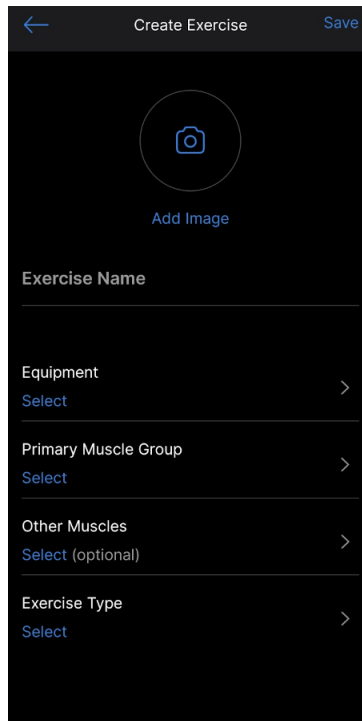 Create Exercise
Save
Add Image
Exercise Name
Equipment
Select
Primary Muscle Group
Select
Other Muscles
Select (optional)
Exercise Type
Select